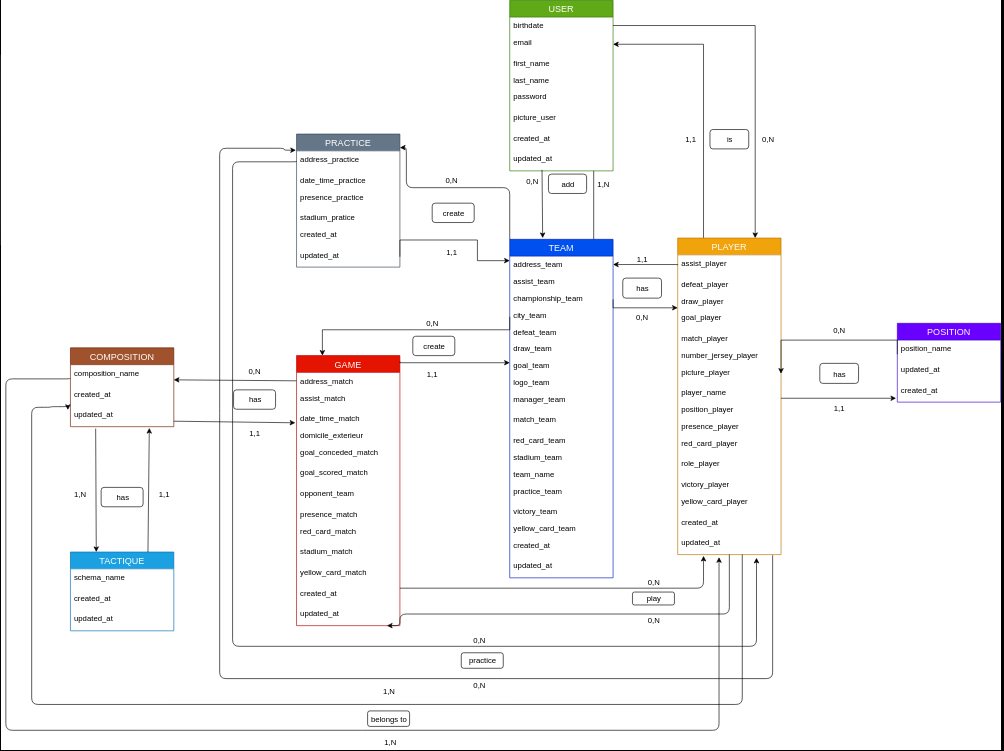 USER
birthdate
email
first_name
last_name
password
picture_user
created_at
updated_at
1,1
is
0,N
0,N
add
1,N
PRACTICE
address_practice
date_time_practice
presence_practice
stadium_pratice
created_at
updated_at
0,N
create
1,1
TEAM
address_team
assist_team
championship_team
city_team
defeat_team
draw_team
goal_team
logo_team
manager_team
match_team
red_card_team
stadium_team
team_name
practice_team
victory_team
yellow_card_team
created_at
updated_at
1,1
has
0,N
PLAYER
assist_player
defeat_player
draw_player
goal_player
match_player
number_jersey_player
picture_player
player_name
position_player
presence_player
red_card_player
role_player
victory_player
yellow_card_player
created_at
updated_at
0,N
has
1,1
POSITION
position_name
updated_at
created_at
0,N
create
1,1
COMPOSITION
composition_name
created_at
updated_at
0,N
has
1,1
GAME
address_match
assist_match
date_time_match
domicile_exterieur
goal_conceded_match
goal_scored_match
opponent_team
presence_match
red_card_match
stadium_match
yellow_card_match
created_at
updated_at
1,N
has
1,1
TACTIQUE
schema_name
created_at
updated_at
0,N
play
0,N
0,N
practice
0,N
1,N
belongs to
1,N